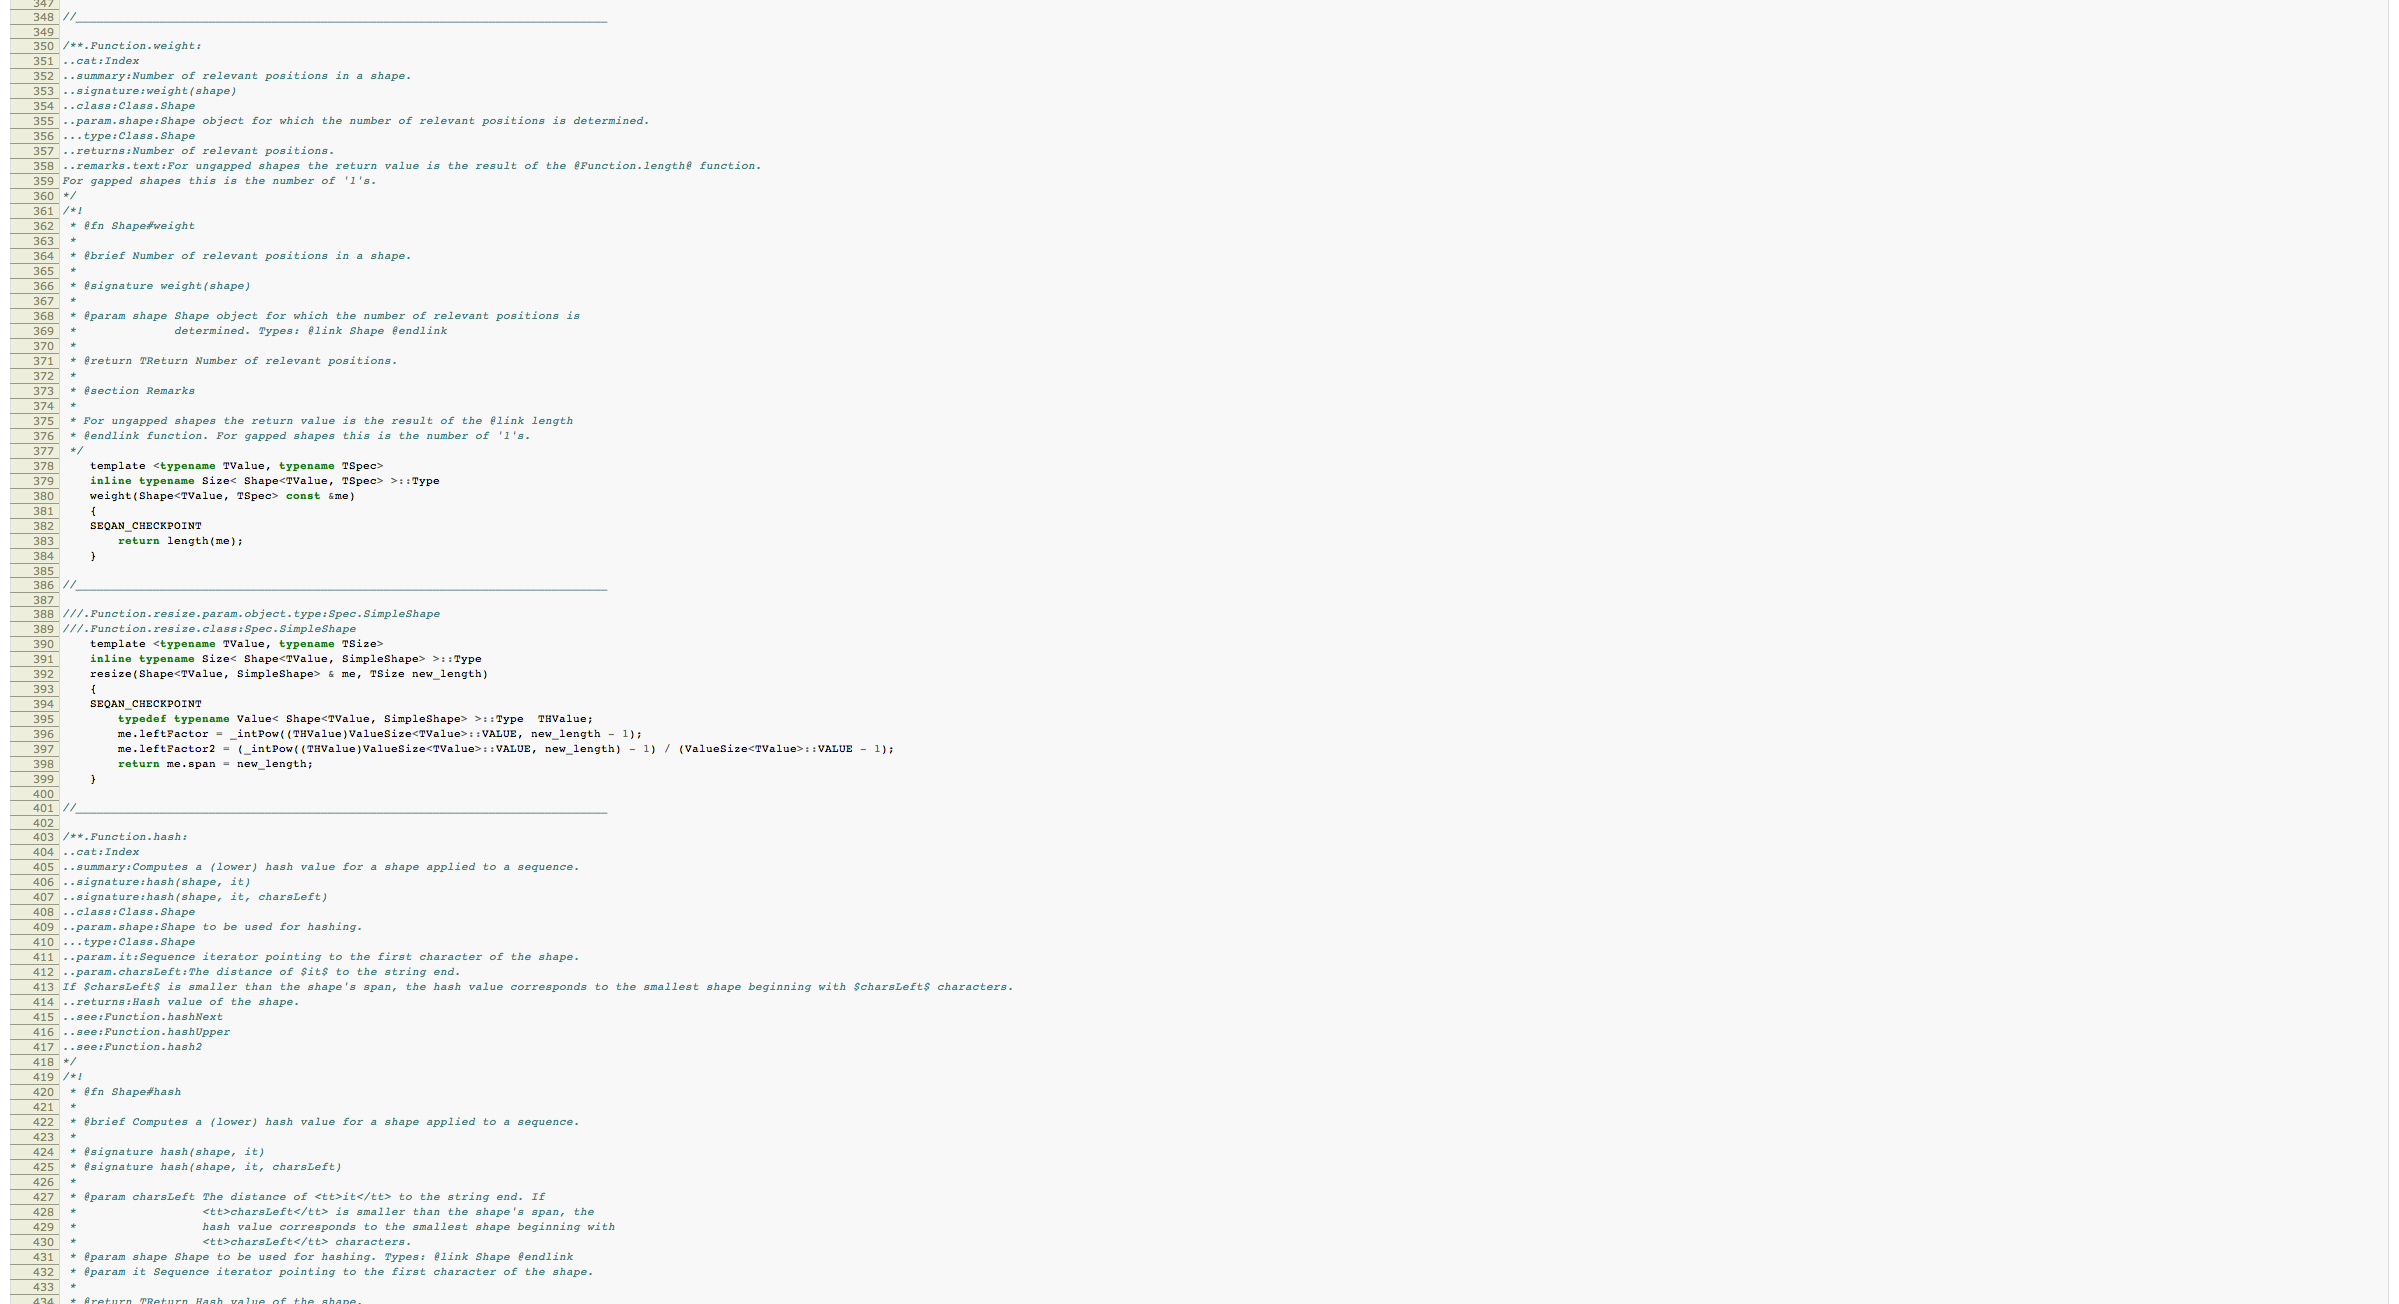 347
348 //____________________________________________________________________________
349
350 /**.Function.weight:
351 ..cat:Index
352 ..summary:Number of relevant positions in a shape.
353 ..signature:weight(shape)
354 ..class:Class.Shape
355 ..param.shape:Shape object for which the number of relevant positions is determined.
356 ...type:Class.Shape
357 ..returns:Number of relevant positions.
358 ..remarks.text:For ungapped shapes the return value is the result of the @Function.length@ function.
359 For gapped shapes this is the number of '1's.
360 */
361 /*!
362  * @fn Shape#weight
363  *
364  * @brief Number of relevant positions in a shape.
365  *
366  * @signature weight(shape)
367  *
368  * @param shape Shape object for which the number of relevant positions is
369  *              determined. Types: @link Shape @endlink
370  *
371  * @return TReturn Number of relevant positions.
372  *
373  * @section Remarks
374  *
375  * For ungapped shapes the return value is the result of the @link length
376  * @endlink function. For gapped shapes this is the number of '1's.
377  */
378     template <typename TValue, typename TSpec>
379     inline typename Size< Shape<TValue, TSpec> >::Type
380     weight(Shape<TValue, TSpec> const &me)
381     {
382     SEQAN_CHECKPOINT
383         return length(me);
384     }
385
386 //____________________________________________________________________________
387
388 ///.Function.resize.param.object.type:Spec.SimpleShape
389 ///.Function.resize.class:Spec.SimpleShape
390     template <typename TValue, typename TSize>
391     inline typename Size< Shape<TValue, SimpleShape> >::Type
392     resize(Shape<TValue, SimpleShape> & me, TSize new_length)
393     {
394     SEQAN_CHECKPOINT
395         typedef typename Value< Shape<TValue, SimpleShape> >::Type  THValue;
396         me.leftFactor = _intPow((THValue)ValueSize<TValue>::VALUE, new_length - 1);
397         me.leftFactor2 = (_intPow((THValue)ValueSize<TValue>::VALUE, new_length) - 1) / (ValueSize<TValue>::VALUE - 1);
398         return me.span = new_length;
399     }
400
401 //____________________________________________________________________________
402
403 /**.Function.hash:
404 ..cat:Index
405 ..summary:Computes a (lower) hash value for a shape applied to a sequence.
406 ..signature:hash(shape, it)
407 ..signature:hash(shape, it, charsLeft)
408 ..class:Class.Shape
409 ..param.shape:Shape to be used for hashing.
410 ...type:Class.Shape
411 ..param.it:Sequence iterator pointing to the first character of the shape.
412 ..param.charsLeft:The distance of $it$ to the string end.
413 If $charsLeft$ is smaller than the shape's span, the hash value corresponds to the smallest shape beginning with $charsLeft$ characters.
414 ..returns:Hash value of the shape.
415 ..see:Function.hashNext
416 ..see:Function.hashUpper
417 ..see:Function.hash2
418 */
419 /*!
420  * @fn Shape#hash
421  *
422  * @brief Computes a (lower) hash value for a shape applied to a sequence.
423  *
424  * @signature hash(shape, it)
425  * @signature hash(shape, it, charsLeft)
426  *
427  * @param charsLeft The distance of <tt>it</tt> to the string end. If
428  *                  <tt>charsLeft</tt> is smaller than the shape's span, the
429  *                  hash value corresponds to the smallest shape beginning with
430  *                  <tt>charsLeft</tt> characters.
431  * @param shape Shape to be used for hashing. Types: @link Shape @endlink
432  * @param it Sequence iterator pointing to the first character of the shape.
433  *
434  * @return TReturn Hash value of the shape.